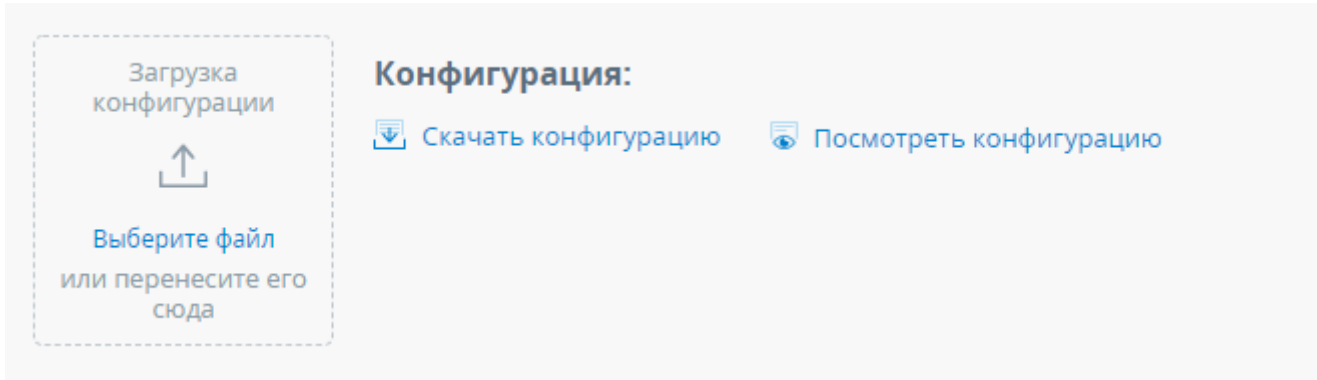 Загрузка
конфигурации
Выберите файл
или перенесите его
сюда
Конфигурация:
Скачать конфигурацию
Посмотреть конфигурацию